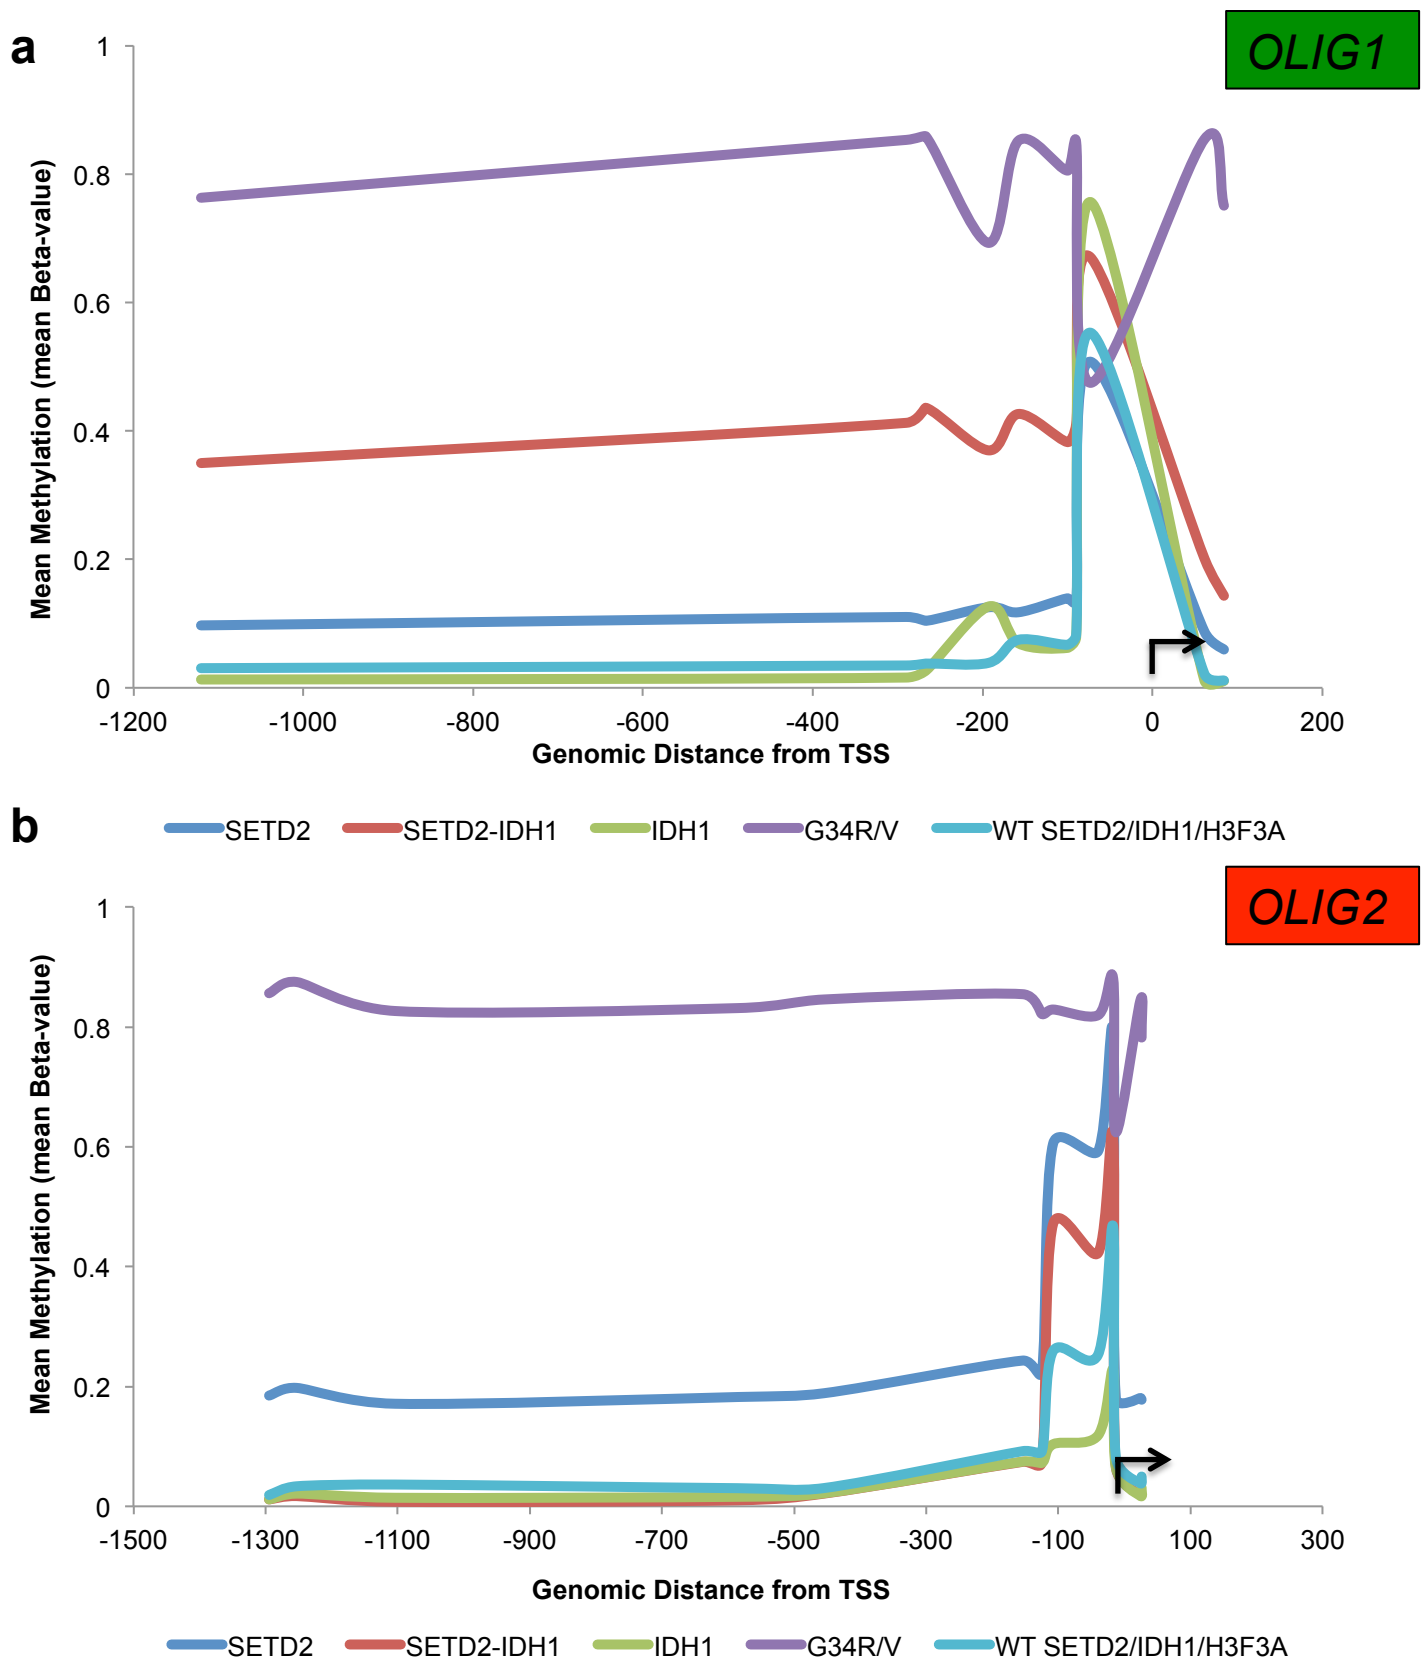 a
OLIG1
Mean Methylation (mean Beta-value)
1
0.8
0.6
0.4
0.2
0
-1200 -1000 -800 -600 -400 -200 0 200
Genomic Distance from TSS
SETD2 SETD2-IDH1 IDH1 G34R/V WT SETD2/IDH1/H3F3A
b
OLIG2
Mean Methylation (mean Beta-value)
1
0.8
0.6
0.4
0.2
0
-1500 -1300 -1100 -900 -700 -500 -300 -100 100 300
Genomic Distance from TSS
SETD2 SETD2-IDH1 IDH1 G34R/V WT SETD2/IDH1/H3F3A